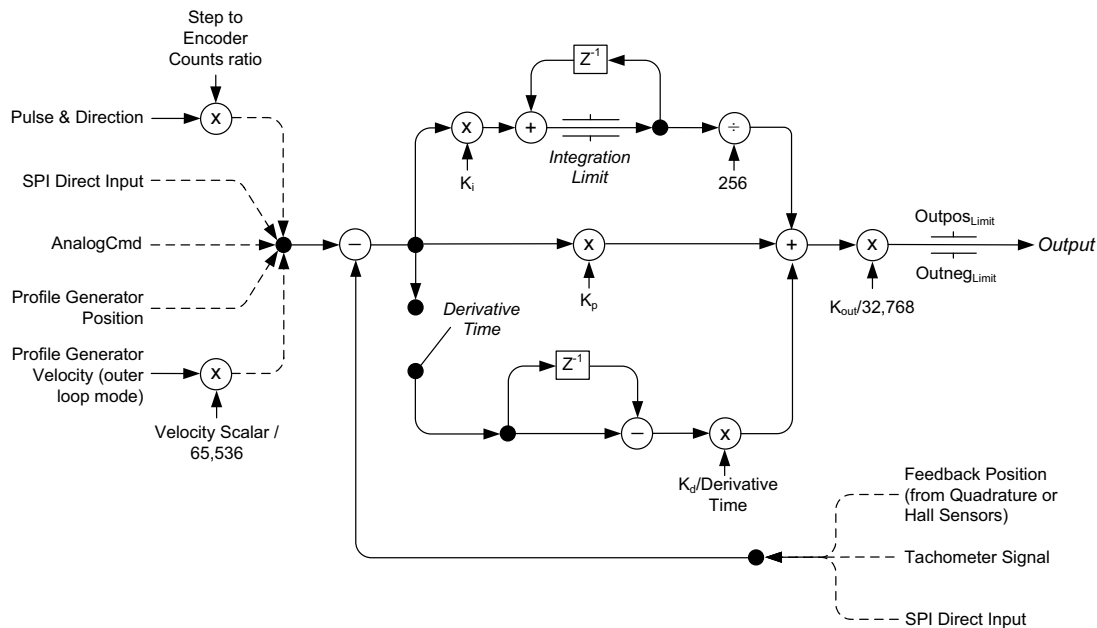 Step to
Encoder
Counts ratio
Pulse & Direction
x
SPI Direct Input
AnalogCmd
Profile Generator
Position
Profile Generator
Velocity (outer
loop mode)
x
Velocity Scalar /
65,536
−
Z-1
x
+
Integration
Limit
÷
Ki
256
x
Kp
+
x
Kout/32,768
OutposLimit
OutnegLimit
Output
Derivative
Time
Z-1
−
x
Kd/Derivative
Time
Feedback Position
(from Quadrature or
Hall Sensors)
Tachometer Signal
SPI Direct Input